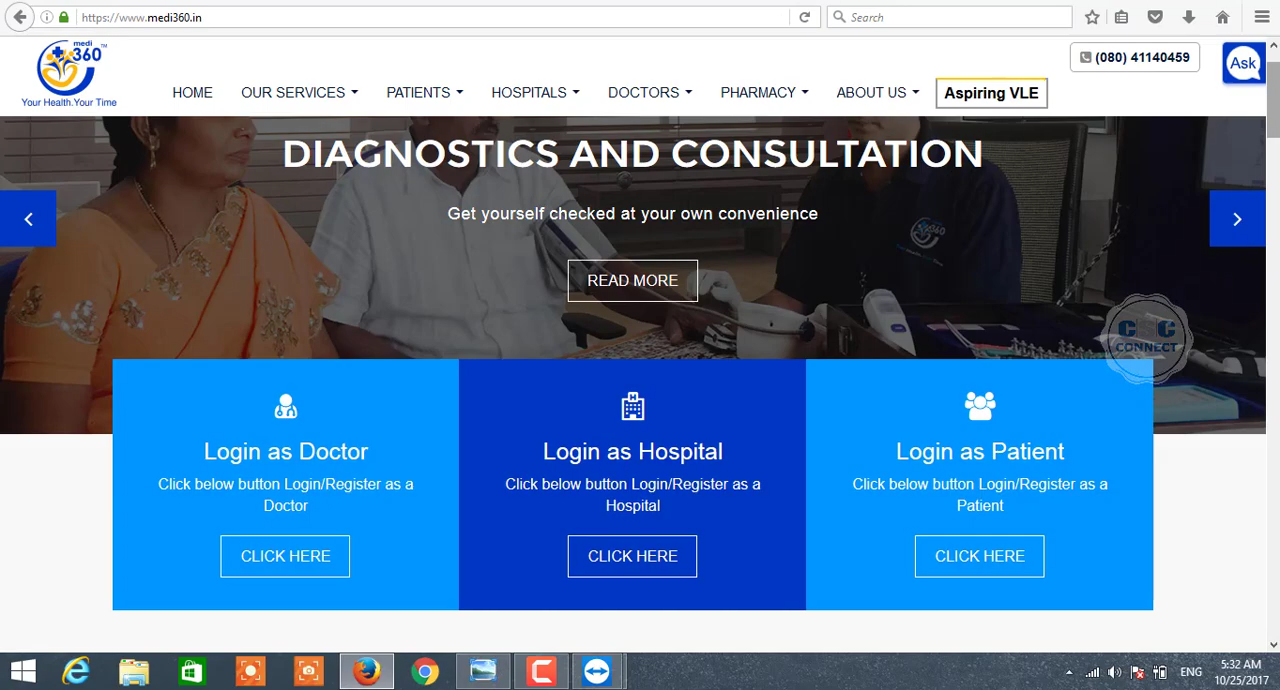 https://www.medi360.in
Search
medi
360™
Your Health.Your Time
(080) 41140459
Ask
HOME
OUR SERVICES
PATIENTS
HOSPITALS
DOCTORS
PHARMACY
ABOUT US
Aspiring VLE
DIAGNOSTICS AND CONSULTATION
Get yourself checked at your own convenience
360
READ MORE
CSC
CONNECT
Login as Doctor
Click below button Login/Register as a
Doctor
CLICK HERE
Login as Hospital
Click below button Login/Register as a
Hospital
CLICK HERE
Login as Patient
Click below button Login/Register as a
Patient
CLICK HERE
ENG
5:32 AM
10/25/2017